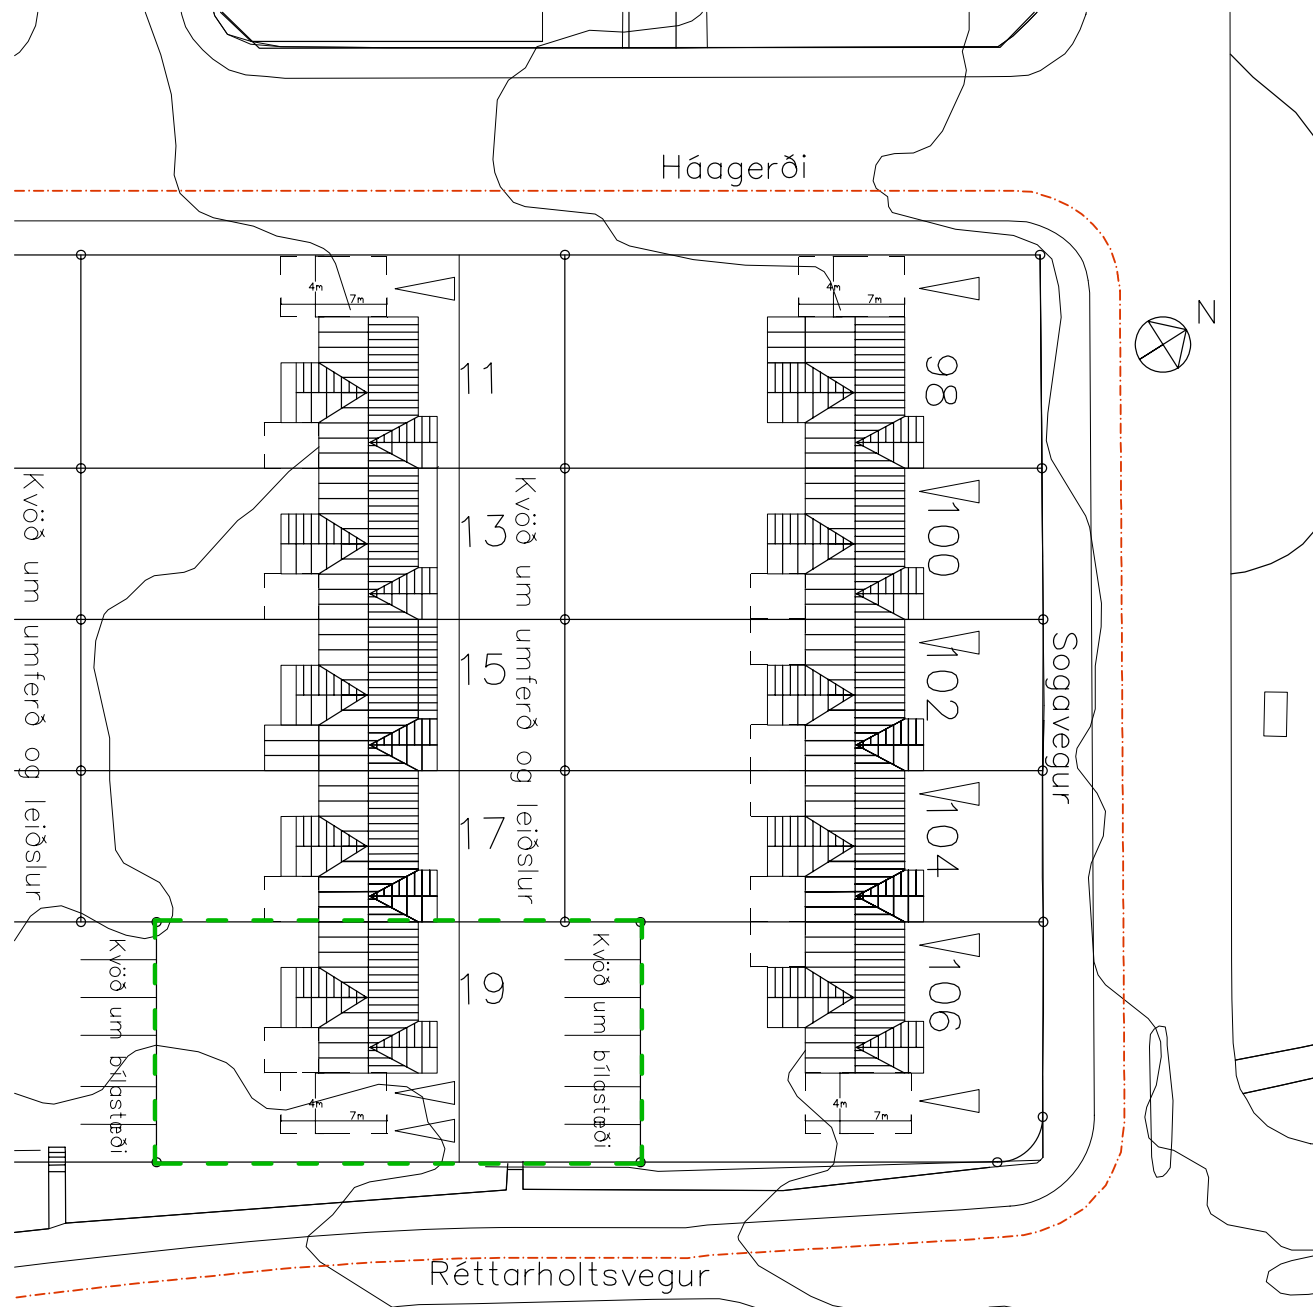 Háagerði
N
4m
7m
4m
7m
11
98
Kvöð um umferð og leiðslur
13
Kvöð um umferð og leiðslur
100
15
102
Sogavegur
17
104
Kvöð um bílastæði
19
Kvöð um bílastæði
106
4m
7m
4m
7m
Réttarholtsvegur